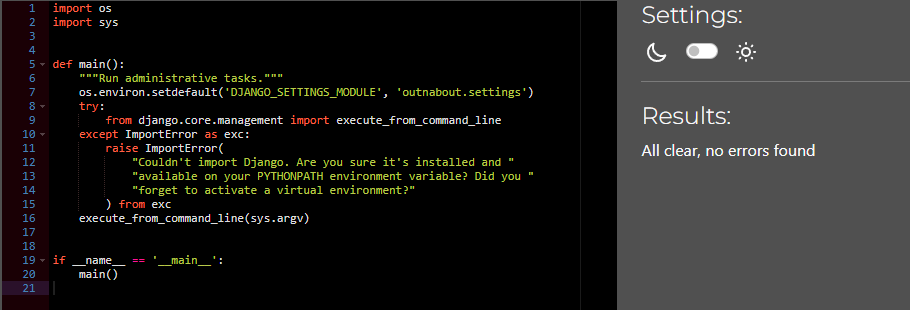 1 import os
2 import sys
3
4
5 def main():
6     """Run administrative tasks."""
7     os.environ.setdefault('DJANGO_SETTINGS_MODULE', 'outnabout.settings')
8     try:
9         from django.core.management import execute_from_command_line
10     except ImportError as exc:
11         raise ImportError(
12             "Couldn't import Django. Are you sure it's installed and "
13             "available on your PYTHONPATH environment variable? Did you "
14             "forget to activate a virtual environment?"
15         ) from exc
16     execute_from_command_line(sys.argv)
17
18
19 if __name__ == '__main__':
20     main()
21
Settings:
Results:
All clear, no errors found